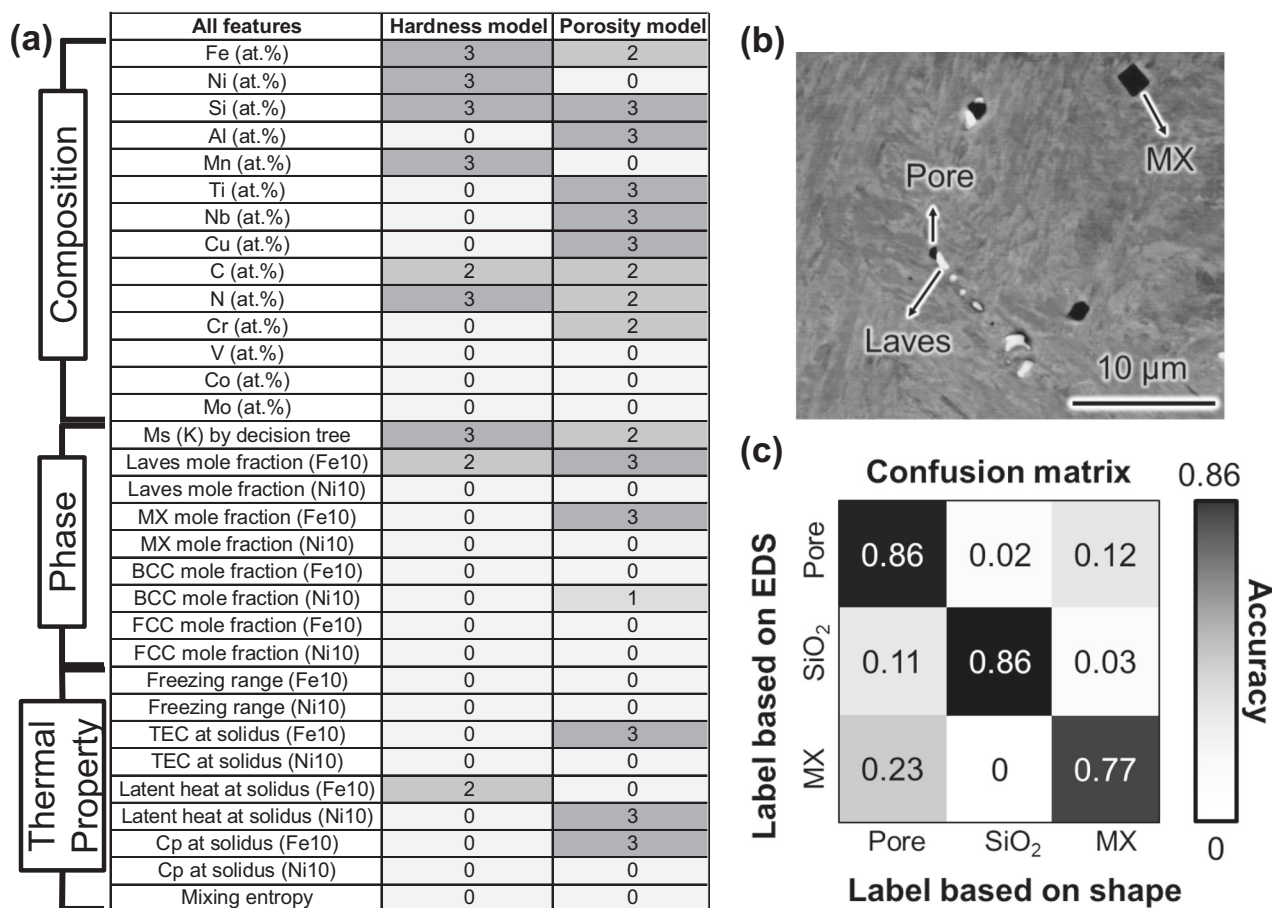 (a)
All features Hardness model Porosity model
Composition
Fe (at.%) 3 2
Ni (at.%) 3 0
Si (at.%) 3 3
Al (at.%) 0 3
Mn (at.%) 3 0
Ti (at.%) 0 3
Nb (at.%) 0 3
Cu (at.%) 0 3
C (at.%) 2 2
N (at.%) 3 2
Cr (at.%) 0 2
V (at.%) 0 0
Co (at.%) 0 0
Mo (at.%) 0 0
Phase
Ms (K) by decision tree 3 2
Laves mole fraction (Fe10) 2 3
Laves mole fraction (Ni10) 0 0
MX mole fraction (Fe10) 0 3
MX mole fraction (Ni10) 0 0
BCC mole fraction (Fe10) 0 0
BCC mole fraction (Ni10) 0 1
FCC mole fraction (Fe10) 0 0
FCC mole fraction (Ni10) 0 0
Thermal
Property
Freezing range (Fe10) 0 0
Freezing range (Ni10) 0 0
TEC at solidus (Fe10) 0 3
TEC at solidus (Ni10) 0 0
Latent heat at solidus (Fe10) 2 0
Latent heat at solidus (Ni10) 0 3
Cp at solidus (Fe10) 0 3
Cp at solidus (Ni10) 0 0
Mixing entropy 0 0
(b)
MX
Pore
Laves
10 µm
(c)
Confusion matrix
0.86
Label based on EDS
Pore 0.86 0.02 0.12
SiO₂ 0.11 0.86 0.03
MX 0.23 0 0.77
Pore SiO₂ MX
Label based on shape
Accuracy
0